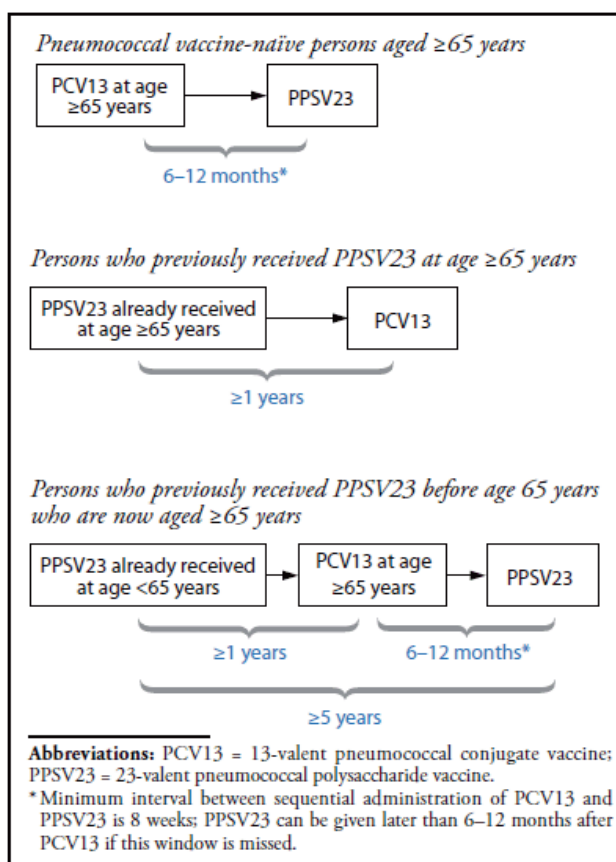 Pneumococcal vaccine-naïve persons aged ≥65 years
PCV13 at age
≥65 years
PPSV23
6–12 months*
Persons who previously received PPSV23 at age ≥65 years
PPSV23 already received
at age ≥65 years
PCV13
≥1 years
Persons who previously received PPSV23 before age 65 years
who are now aged ≥65 years
PPSV23 already received
at age <65 years
PCV13 at age
≥65 years
PPSV23
≥1 years
6–12 months*
≥5 years
Abbreviations: PCV13 = 13-valent pneumococcal conjugate vaccine;
PPSV23 = 23-valent pneumococcal polysaccharide vaccine.
* Minimum interval between sequential administration of PCV13 and
PPSV23 is 8 weeks; PPSV23 can be given later than 6–12 months after
PCV13 if this window is missed.